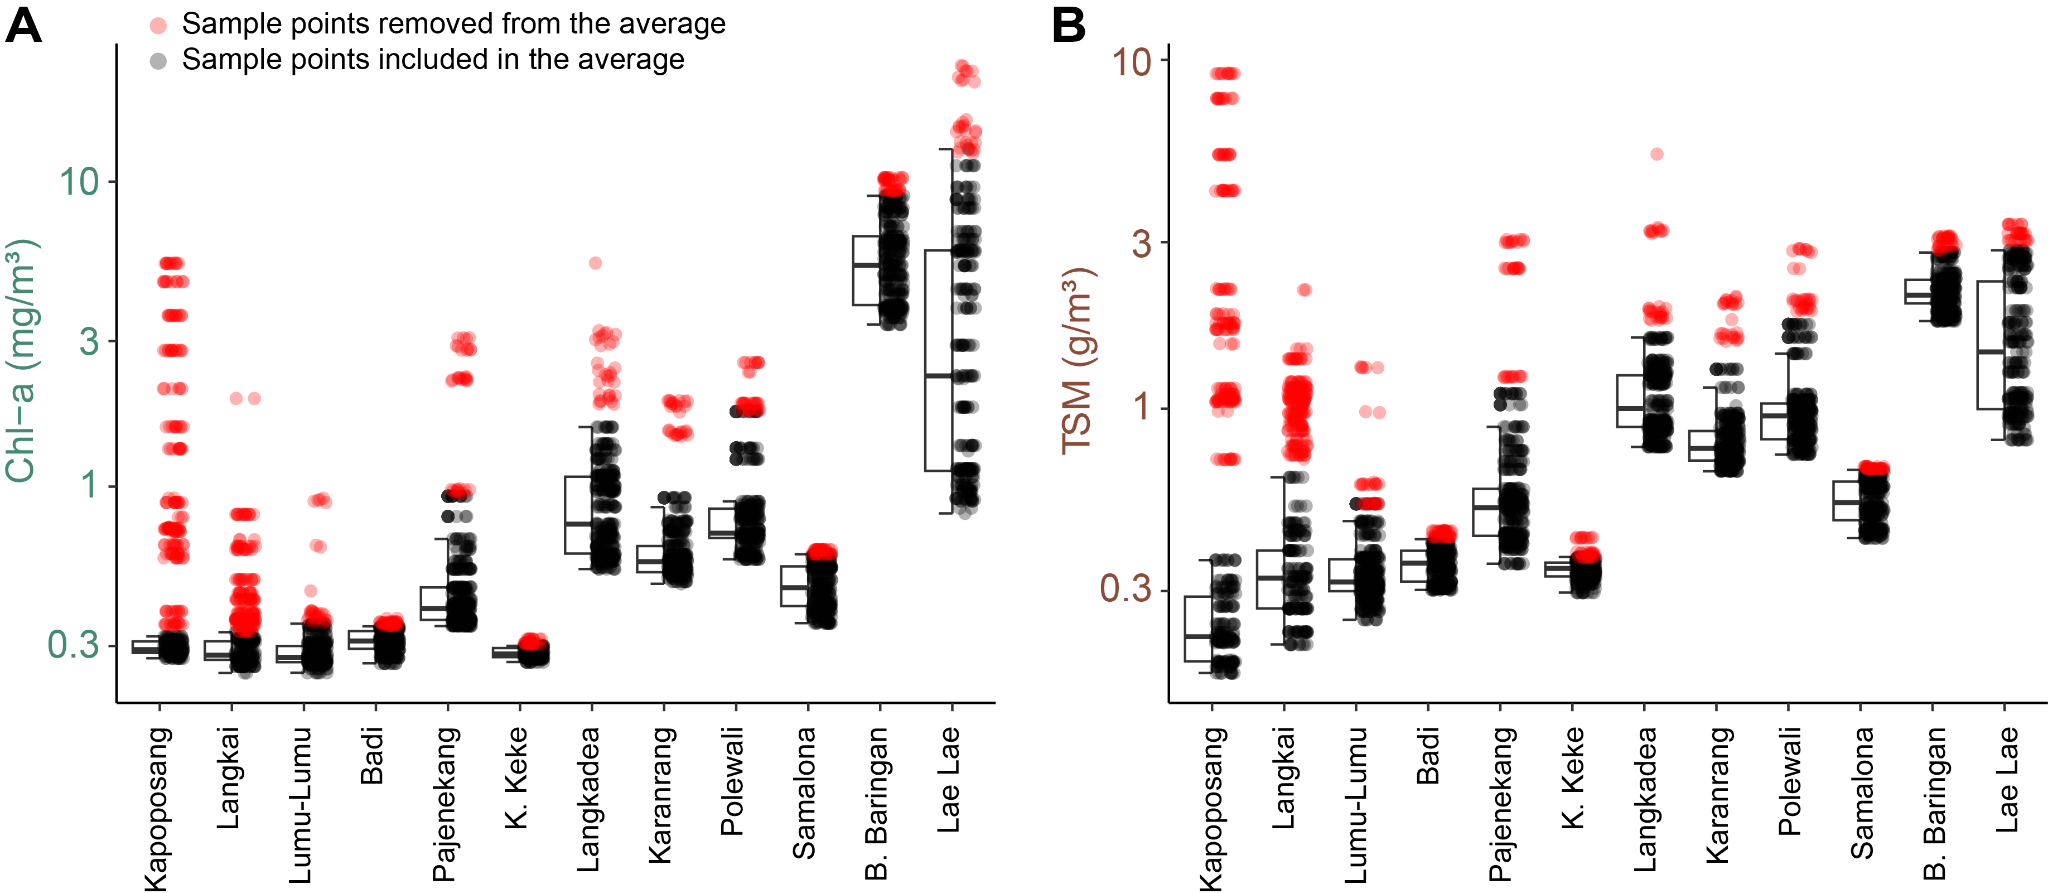 A
Sample points removed from the average
Sample points included in the average
Chl−a (mg/m³)
10
3
1
0.3
Kapoposang
Langkai
Lumu-Lumu
Badi
Pajenekang
K. Keke
Langkadea
Karanrang
Polewali
Samalona
B. Baringan
Lae Lae
B
TSM (g/m³)
10
3
1
0.3
Kapoposang
Langkai
Lumu-Lumu
Badi
Pajenekang
K. Keke
Langkadea
Karanrang
Polewali
Samalona
B. Baringan
Lae Lae